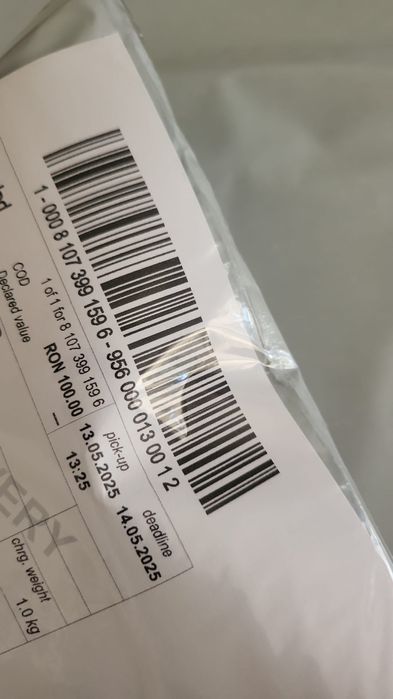 1 - 000 8 107 399 159 6 - 956 000 013 00 1 2
1 of 1 for 8 107 399 159 6
pick-up deadline
COD RON 100.00 13.05.2025 14.05.2025
Declared value — 13:25
chrg. weight
1.0 kg